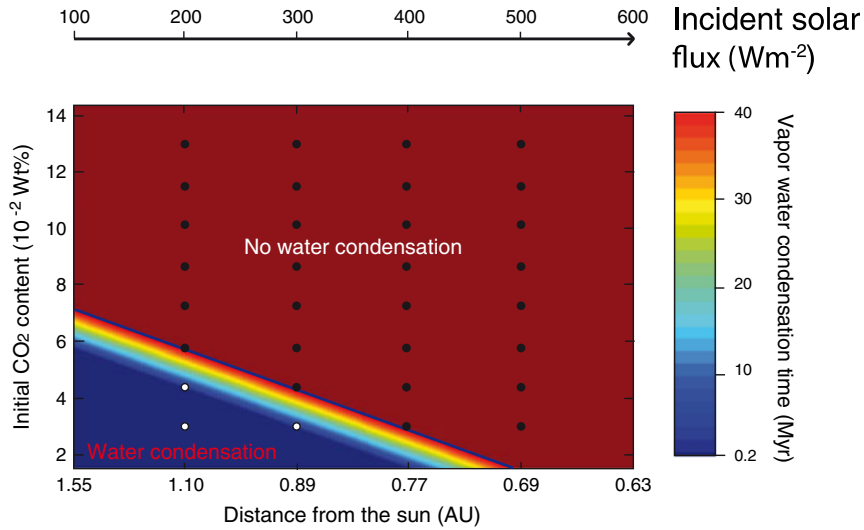 100 200 300 400 500 600
Incident solar
flux (Wm-2)
14
12
10
8
6
4
2
Initial CO2 content (10-2 Wt%)
No water condensation
Water condensation
1.55 1.10 0.89 0.77 0.69 0.63
Distance from the sun (AU)
40
30
20
10
0.2
Vapor water condensation time (Myr)